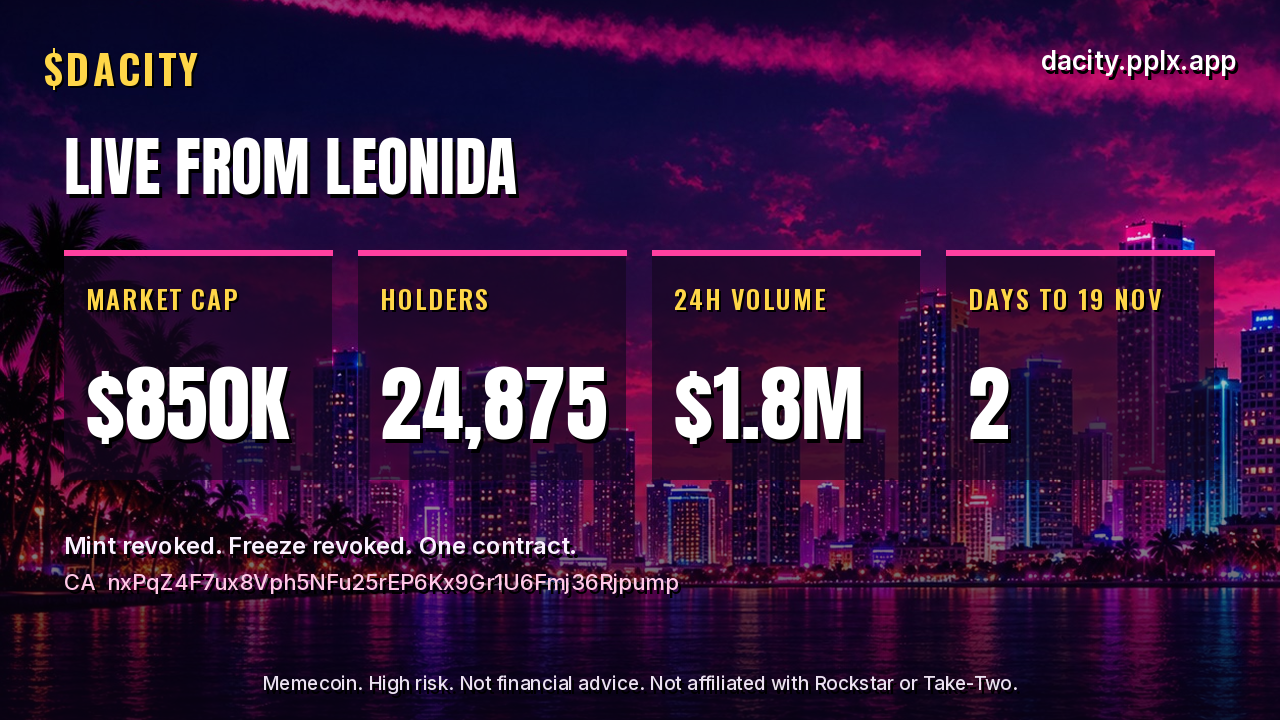 $DACITY
dacity.pplx.app
LIVE FROM LEONIDA
MARKET CAP
HOLDERS
24H VOLUME
DAYS TO 19 NOV
$850K
24,875
$1.8M
2
Mint revoked. Freeze revoked. One contract.
CA nxPqZ4F7ux8Vph5NFu25rEP6Kx9Gr1U6Fmj36Rjpump
Memecoin. High risk. Not financial advice. Not affiliated with Rockstar or Take-Two.